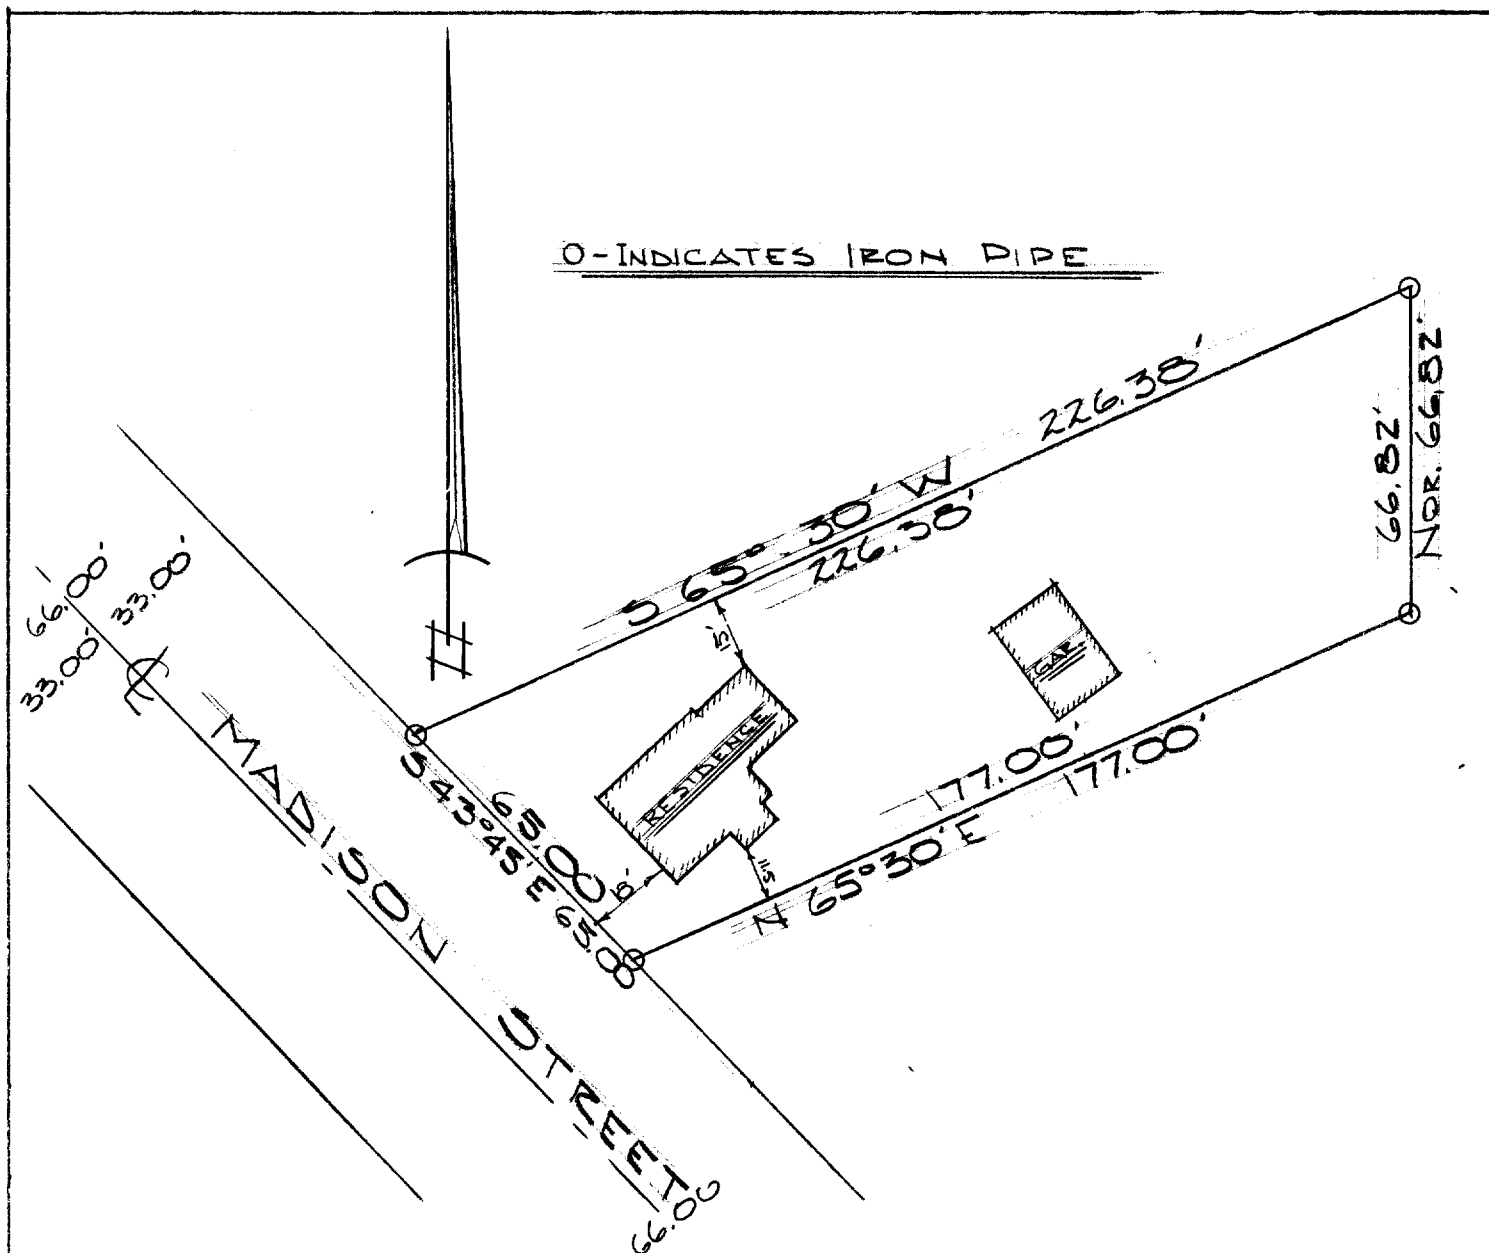 O-INDICATES IRON PIPE
226.38'
S 65° 30' W
226.38'
66.82'
NOR. 66.82'
15'
GAR
RESIDENCE
177.00'
177.00'
N 65°30' E
11.5
65.00
S 43°45' E 65.00
66.00'
33.00'
33.00'
MADISON STREET
66.00